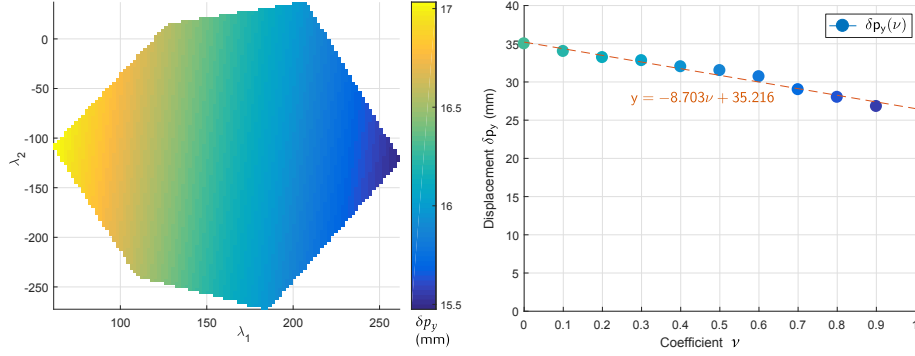 0
-50
-100
-150
-200
-250
λ2
100
150
200
250
λ1
17
16.5
16
15.5
δpy
(mm)
40
35
30
25
20
15
10
5
0
Displacement δpy (mm)
δpy(ν)
y = −8.703ν + 35.216
0 0.1 0.2 0.3 0.4 0.5 0.6 0.7 0.8 0.9 1
Coefficient ν